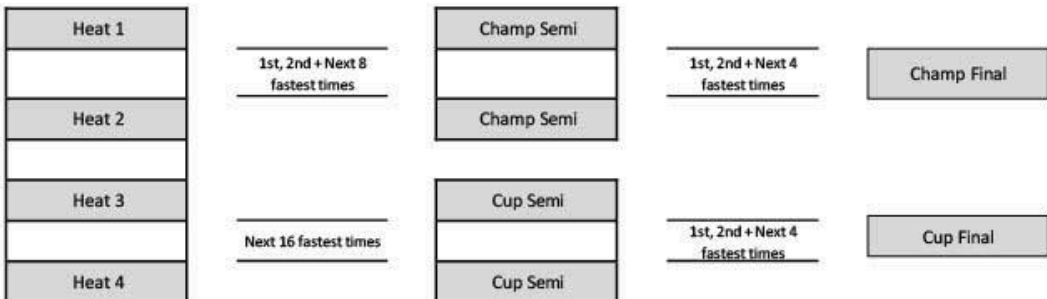 Heat 1
Heat 2
Heat 3
Heat 4
1st, 2nd + Next 8
fastest times
Next 16 fastest times
Champ Semi
Champ Semi
Cup Semi
Cup Semi
1st, 2nd + Next 4
fastest times
1st, 2nd + Next 4
fastest times
Champ Final
Cup Final